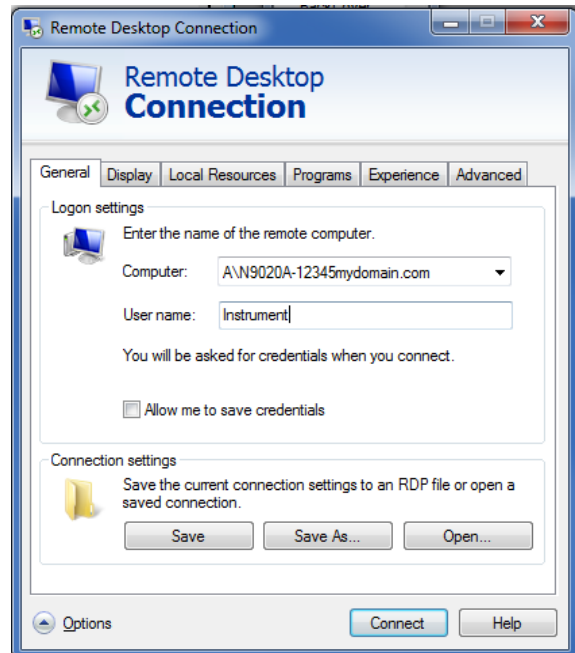 Remote Desktop Connection
Remote Desktop
Connection
General Display Local Resources Programs Experience Advanced
Logon settings
Enter the name of the remote computer.
Computer: A\N9020A-12345mydomain.com
User name: Instrument
You will be asked for credentials when you connect.
Allow me to save credentials
Connection settings
Save the current connection settings to an RDP file or open a
saved connection.
Save Save As... Open...
Options Connect Help